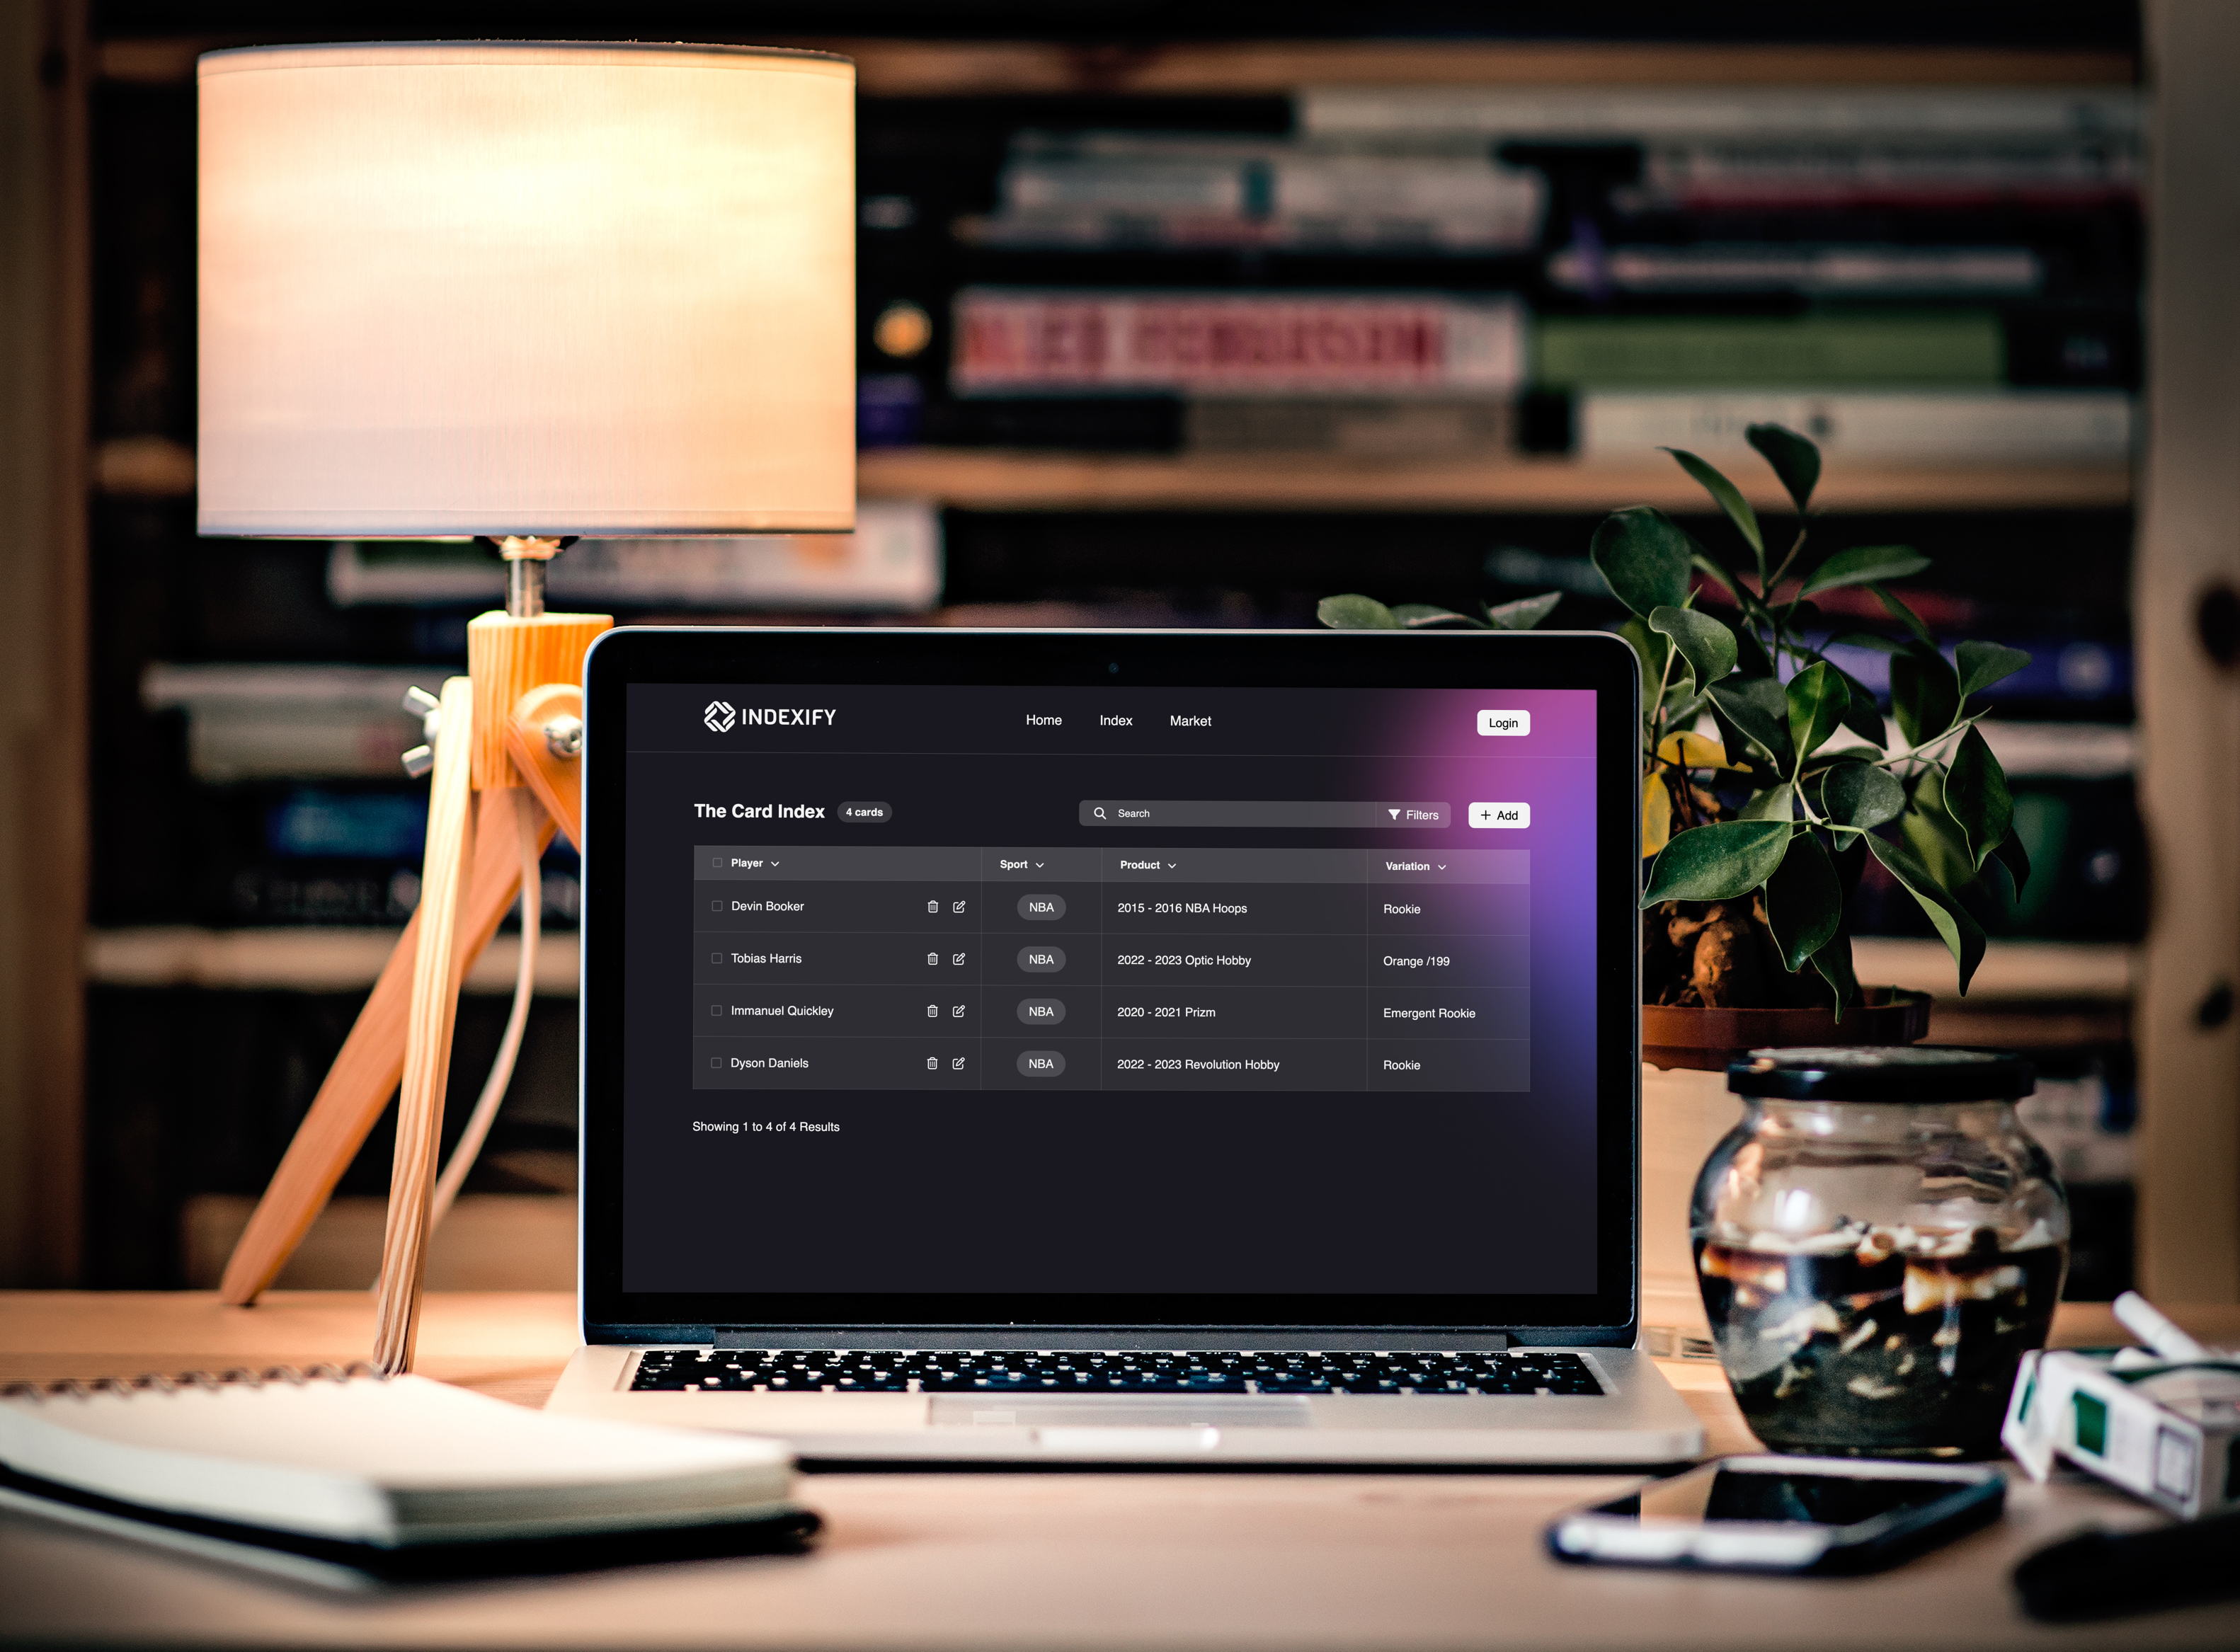 INDEXIFY
Home Index Market
Login
The Card Index 4 cards
Search
Filters
+ Add
Player Sport Product Variation
Devin Booker NBA 2015 - 2016 NBA Hoops Rookie
Tobias Harris NBA 2022 - 2023 Optic Hobby Orange /199
Immanuel Quickley NBA 2020 - 2021 Prizm Emergent Rookie
Dyson Daniels NBA 2022 - 2023 Revolution Hobby Rookie
Showing 1 to 4 of 4 Results